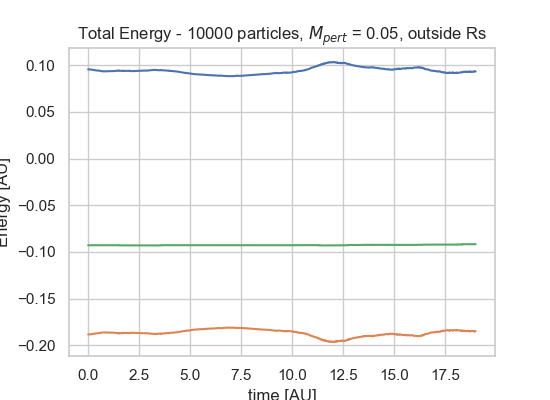 Total Energy - 10000 particles, $M_{pert}$ = 0.05, outside Rs
0.10
0.05
0.00
−0.05
−0.10
−0.15
−0.20
Energy [AU]
0.0 2.5 5.0 7.5 10.0 12.5 15.0 17.5
time [AU]